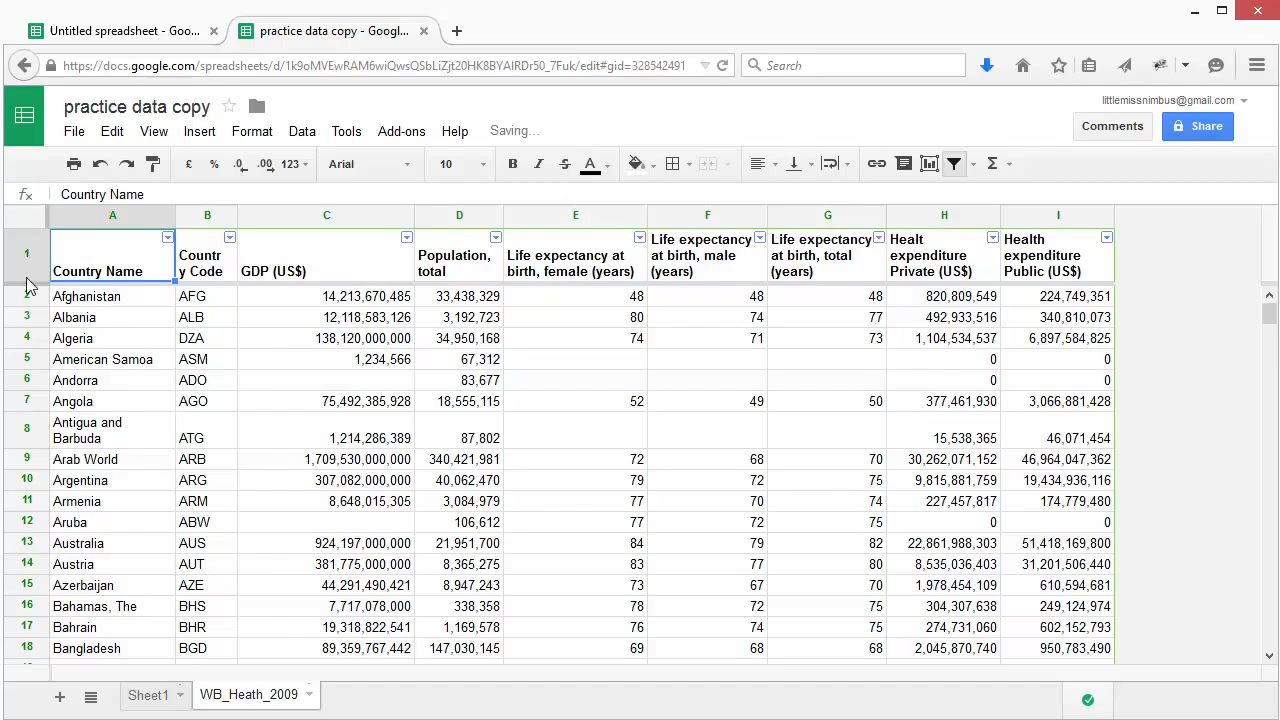 Untitled spreadsheet - Goo...
practice data copy - Googl...
https://docs.google.com/spreadsheets/d/1k9oMVEwRAM6wiQwsQSbLiZjt20HK8BYAIRDr50_7Fuk/edit#gid=328542491
Search
practice data copy
littlemissnimbus@gmail.com
File Edit View Insert Format Data Tools Add-ons Help Saving...
Comments
Share
£ % .0 .00 123 Arial 10 B I S A Σ
fx Country Name
A B C D E F G H I
1 Country Name Countr y Code GDP (US$) Population, total Life expectancy at birth, female (years) Life expectancy at birth, male (years) Life expectancy at birth, total (years) Healt expenditure Private (US$) Health expenditure Public (US$)
2 Afghanistan AFG 14,213,670,485 33,438,329 48 48 48 820,809,549 224,749,351
3 Albania ALB 12,118,583,126 3,192,723 80 74 77 492,933,516 340,810,073
4 Algeria DZA 138,120,000,000 34,950,168 74 71 73 1,104,534,537 6,897,584,825
5 American Samoa ASM 1,234,566 67,312 0 0
6 Andorra ADO 83,677 0 0
7 Angola AGO 75,492,385,928 18,555,115 52 49 50 377,461,930 3,066,881,428
8 Antigua and Barbuda ATG 1,214,286,389 87,802 15,538,365 46,071,454
9 Arab World ARB 1,709,530,000,000 340,421,981 72 68 70 30,262,071,152 46,964,047,362
10 Argentina ARG 307,082,000,000 40,062,470 79 72 75 9,815,881,759 19,434,936,116
11 Armenia ARM 8,648,015,305 3,084,979 77 70 74 227,457,817 174,779,480
12 Aruba ABW 106,612 77 72 75 0 0
13 Australia AUS 924,197,000,000 21,951,700 84 79 82 22,861,988,303 51,418,169,800
14 Austria AUT 381,775,000,000 8,365,275 83 77 80 8,535,036,403 31,201,506,440
15 Azerbaijan AZE 44,291,490,421 8,947,243 73 67 70 1,978,454,109 610,594,681
16 Bahamas, The BHS 7,717,078,000 338,358 78 72 75 304,307,638 249,124,974
17 Bahrain BHR 19,318,822,541 1,169,578 76 74 75 274,731,060 602,152,793
18 Bangladesh BGD 89,359,767,442 147,030,145 69 68 68 2,045,870,740 950,783,490
Sheet1 WB_Heath_2009